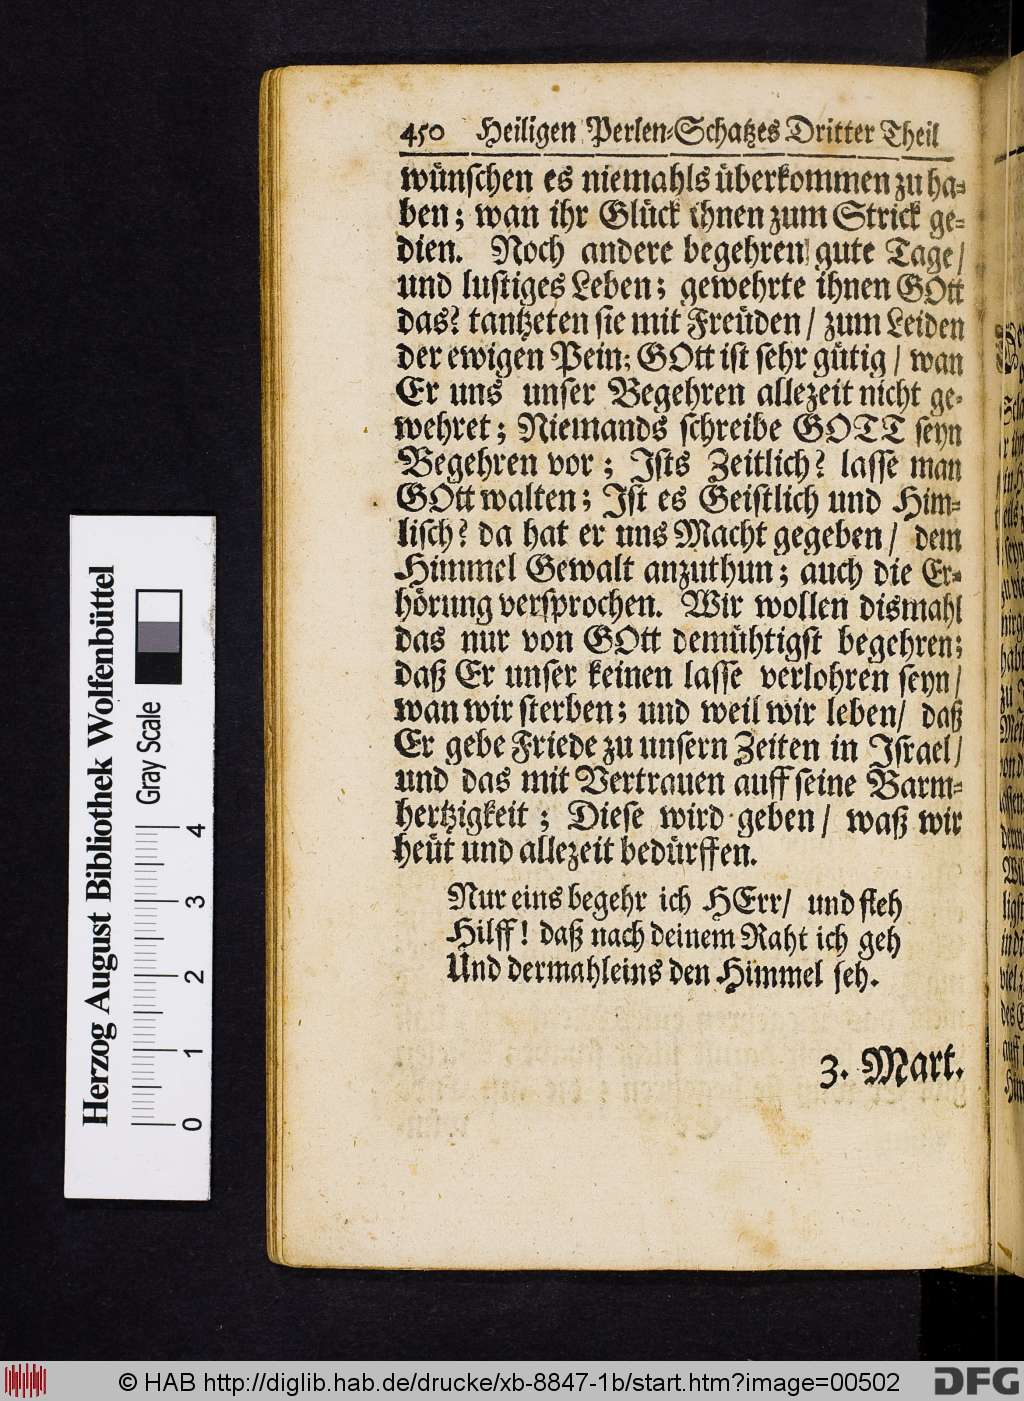 450 Heiligen Perlen-Schatzes Dritter Theil
wünschen es niemahls überkommen zu ha-
ben; wan ihr Glück ihnen zum Strick ge-
dien. Noch andere begehren gute Tage/
und lustiges Leben; gewehrte ihnen GOtt
das? tantzeten sie mit Freüden/ zum Leiden
der ewigen Pein; GOtt ist sehr gütig/ wan
Er uns unser Begehren allezeit nicht ge-
wehret; Niemands schreibe GOTT seyn
Begehren vor; Ists Zeitlich? lasse man
GOtt walten; Ist es Geistlich und Him-
lisch? da hat er uns Macht gegeben/ dem
Himmel Gewalt anzuthun; auch die Er-
hörung versprochen. Wir wollen dismahl
das nur von GOtt demühtigst begehren;
daß Er unser keinen lasse verlohren seyn/
wan wir sterben; und weil wir leben/ daß
Er gebe Friede zu unsern Zeiten in Israel/
und das mit Vertrauen auff seine Barm-
hertzigkeit; Diese wird geben/ waß wir
heüt und allezeit bedürffen.
Nur eins begehr ich HErr/ und fleh
Hilff! daß nach deinem Raht ich geh
Und dermahleins den Himmel seh.
3. Mart.
Herzog August Bibliothek Wolfenbüttel
Gray Scale
0 1 2 3 4
© HAB http://diglib.hab.de/drucke/xb-8847-1b/start.htm?image=00502
DFG